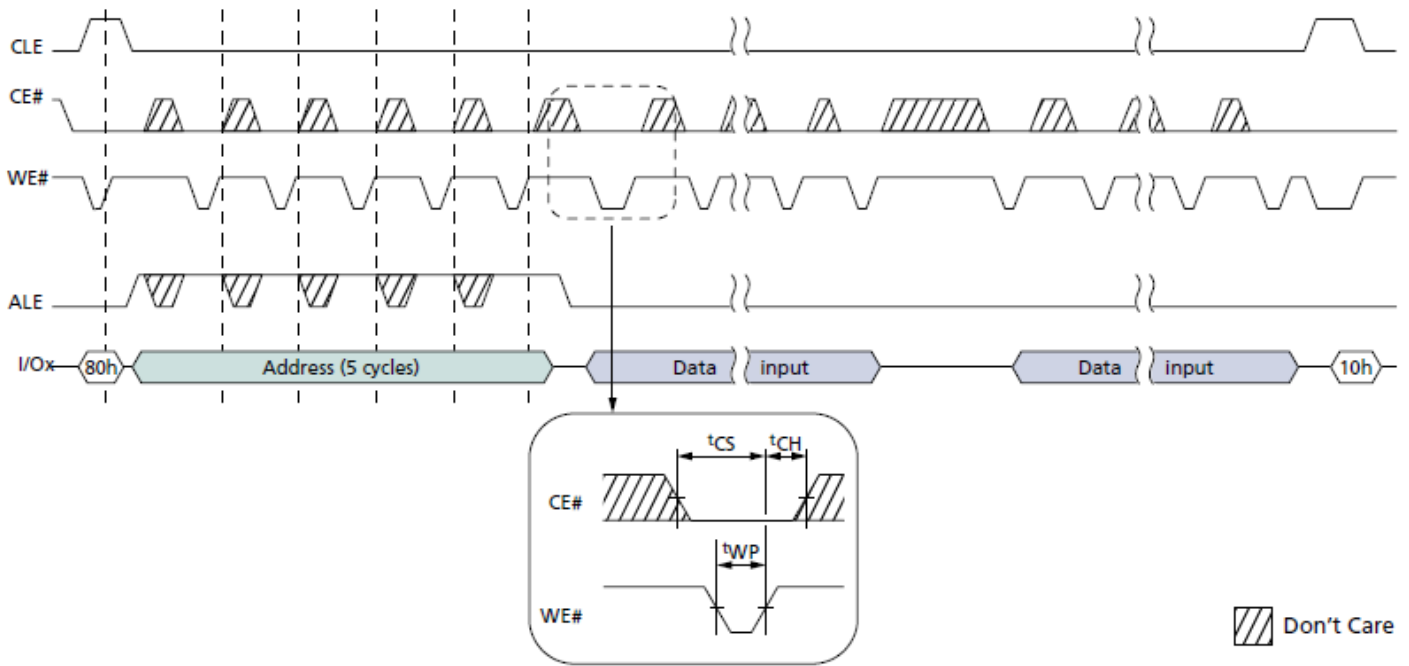 CLE
CE#
WE#
ALE
I/Ox
80h
Address (5 cycles)
Data input
Data input
10h
tCS
tCH
CE#
tWP
WE#
Don't Care